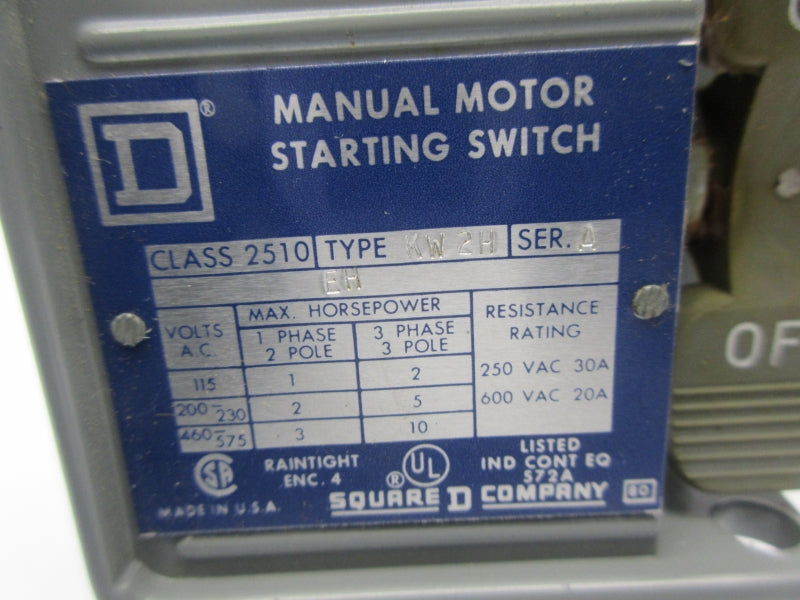 D ®
MANUAL MOTOR
STARTING SWITCH
CLASS 2510 TYPE KW 2H SER. A
EH
VOLTS A.C. MAX. HORSEPOWER RESISTANCE RATING
1 PHASE 2 POLE 3 PHASE 3 POLE
115 1 2 250 VAC 30A
200-230 2 5 600 VAC 20A
460-575 3 10
SA RAINTIGHT ENC. 4 ® UL LISTED IND CONT EQ 572A
MADE IN U.S.A. SQUARE D COMPANY
OF